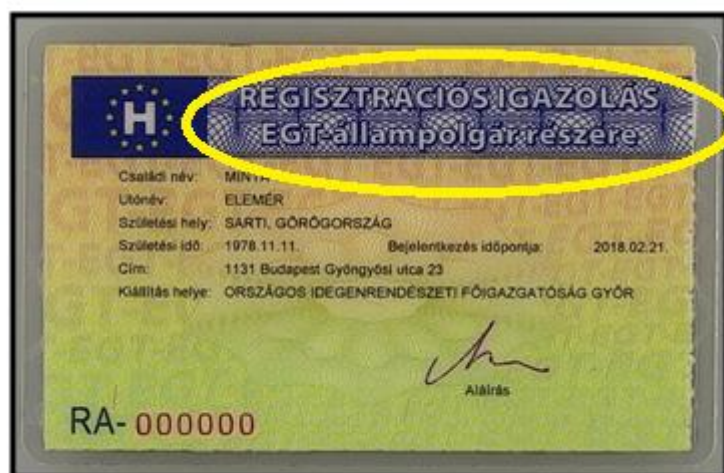 H
REGISZTRÁCIÓS IGAZOLÁS
EGT-állampolgár részére
Családi név: MINTA
Utónév: ELEMÉR
Születési hely: SARTI, GÖRÖGORSZÁG
Születési idő: 1978.11.11. Bejelentkezés időpontja: 2018.02.21.
Cím: 1131 Budapest Gyöngyösi utca 23
Kiállítás helye: ORSZÁGOS IDEGENRENDÉSZETI FŐIGAZGATÓSÁG GYŐR
Aláírás
RA- 000000